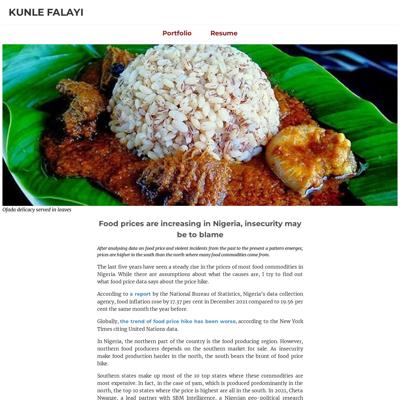 KUNLE FALAYI
Portfolio Resume
Ofada delicacy served in leaves
Food prices are increasing in Nigeria, insecurity may
be to blame
After analysing data on food price and violent incidents from the past to the present a pattern emerges,
prices are higher in the south than the north where many food commodities come from.
The last five years have seen a steady rise in the prices of most food commodities in
Nigeria. While there are assumptions about what the causes are, I try to find out
what food price data says about the price hike.
According to a report by the National Bureau of Statistics, Nigeria's data collection
agency, food inflation rose by 17.37 per cent in December 2021 compared to 19.56 per
cent the same month the year before.
Globally, the trend of food price hike has been worse, according to the New York
Times citing United Nations data.
In Nigeria, the northern part of the country is the food producing region. However,
northern food producers depends on the southern market for sale. As insecurity
make food production harder in the north, the south bears the brunt of food price
hike.
Southern states make up most of the 10 top states where these commodities are
most expensive. In fact, in the case of yam, which is produced predominantly in the
north, the top 10 states where the price is highest are all in the south. In 2021, Cheta
Nwanze, a lead partner with SBM Intelligence, a Nigerian geo-political research